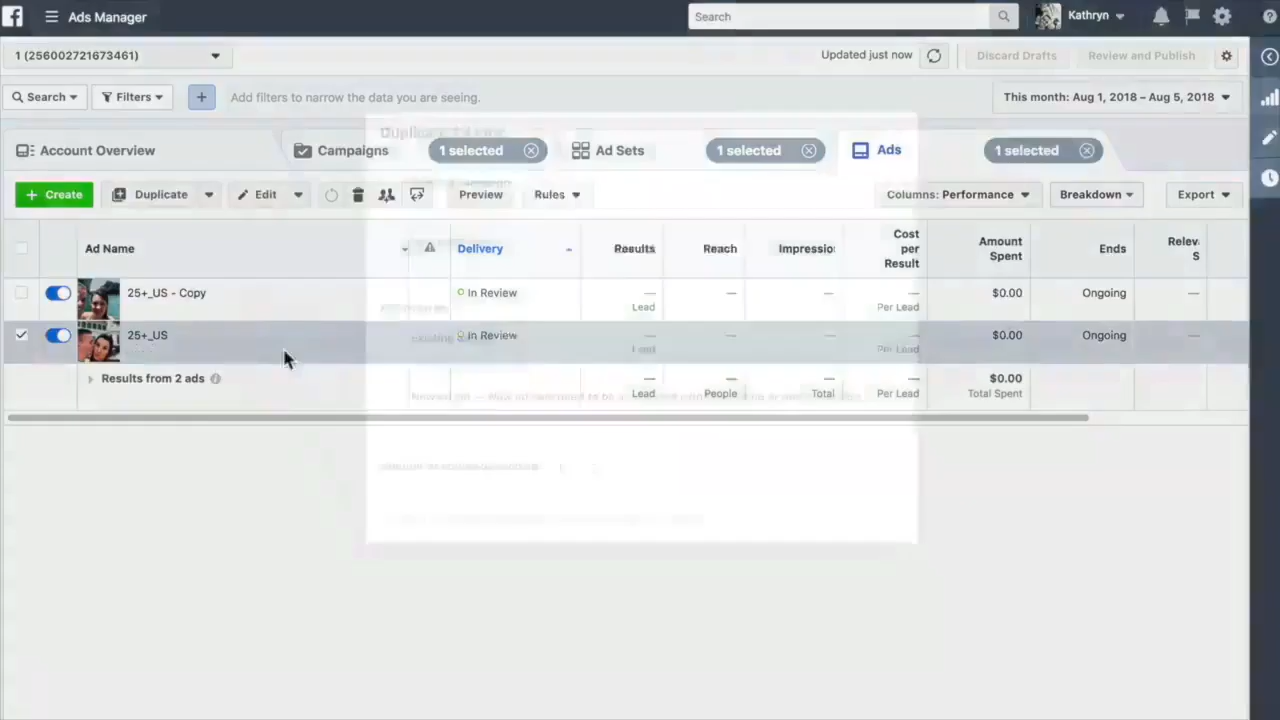 f Ads Manager Search Kathryn
1 (256002721673461) Updated just now Discard Drafts Review and Publish
Search Filters + Add filters to narrow the data you are seeing. This month: Aug 1, 2018 – Aug 5, 2018
Account Overview Campaigns 1 selected Ad Sets 1 selected Ads 1 selected
+ Create Duplicate Edit Preview Rules Columns: Performance Breakdown Export
Ad Name Delivery Results Reach Impressio Cost per Result Amount Spent Ends Relev S
25+_US - Copy In Review — — — — $0.00 Ongoing —
Lead Per Lead
25+_US In Review — — — — $0.00 Ongoing —
Lead Per Lead
Results from 2 ads — — — — $0.00
Lead People Total Per Lead Total Spent